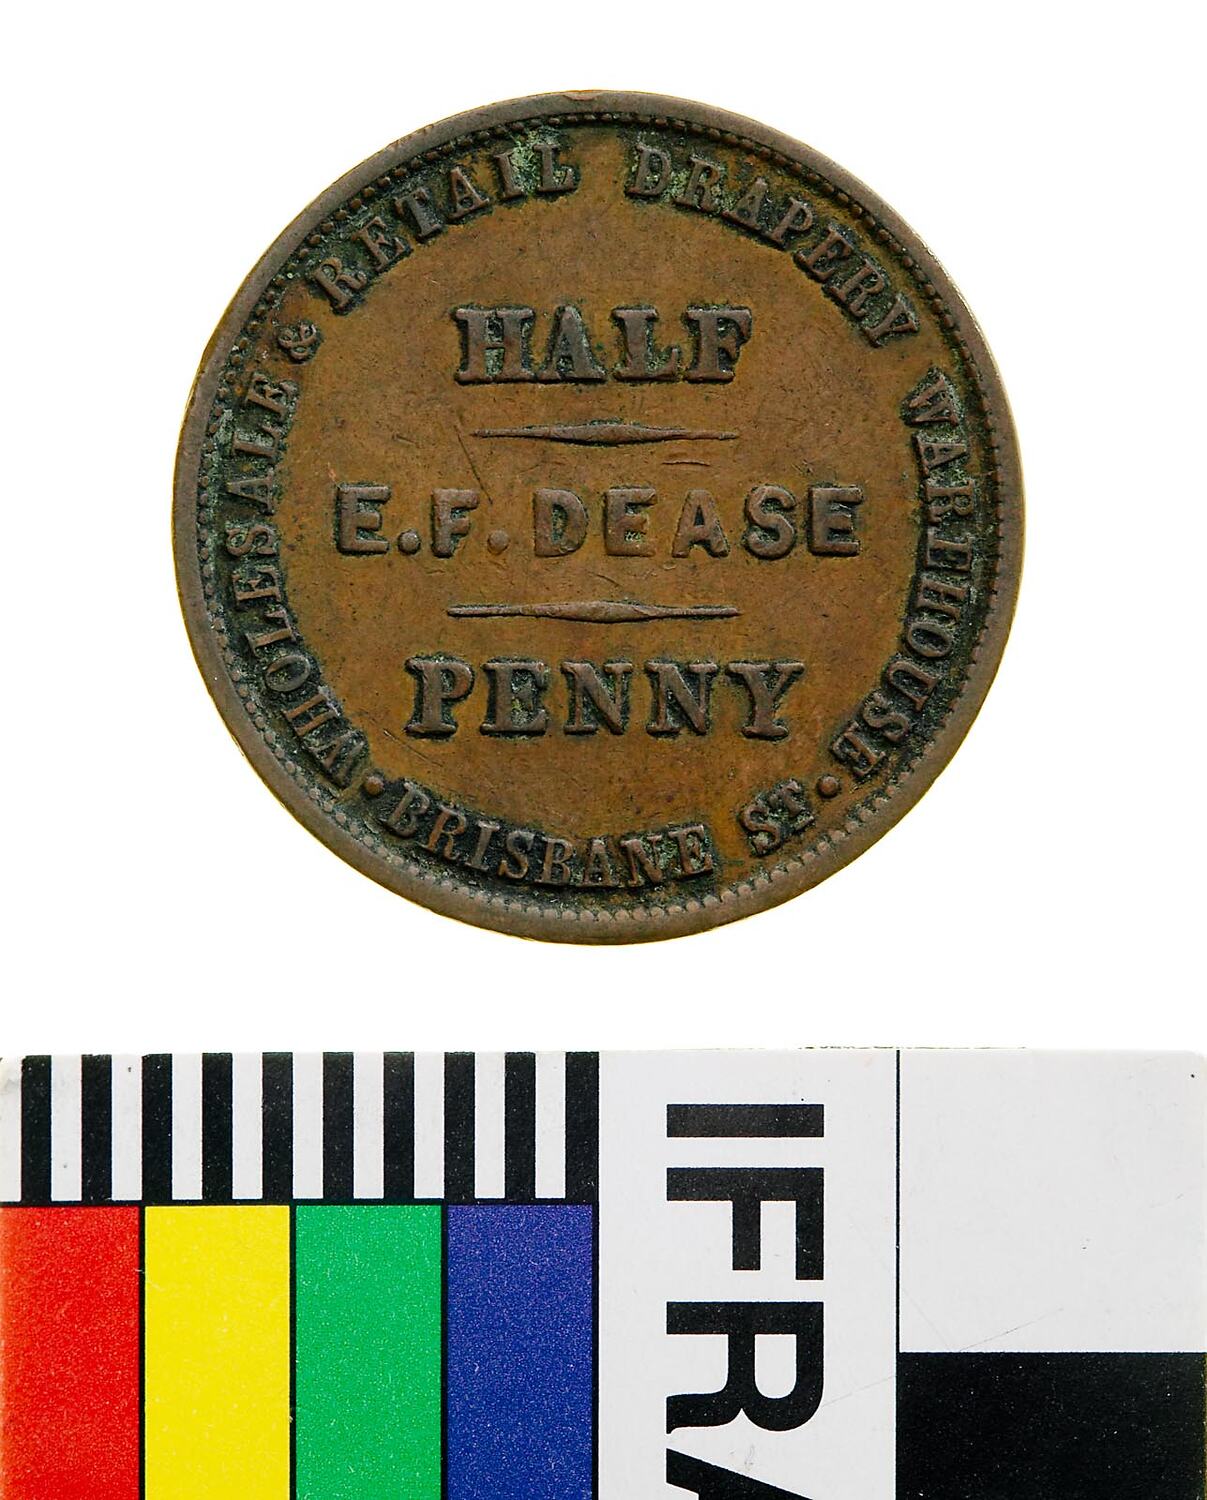 WHOLESALE & RETAIL DRAPERY WAREHOUSE
HALF
E.F. DEASE
PENNY
• BRISBANE ST. •
IFRA